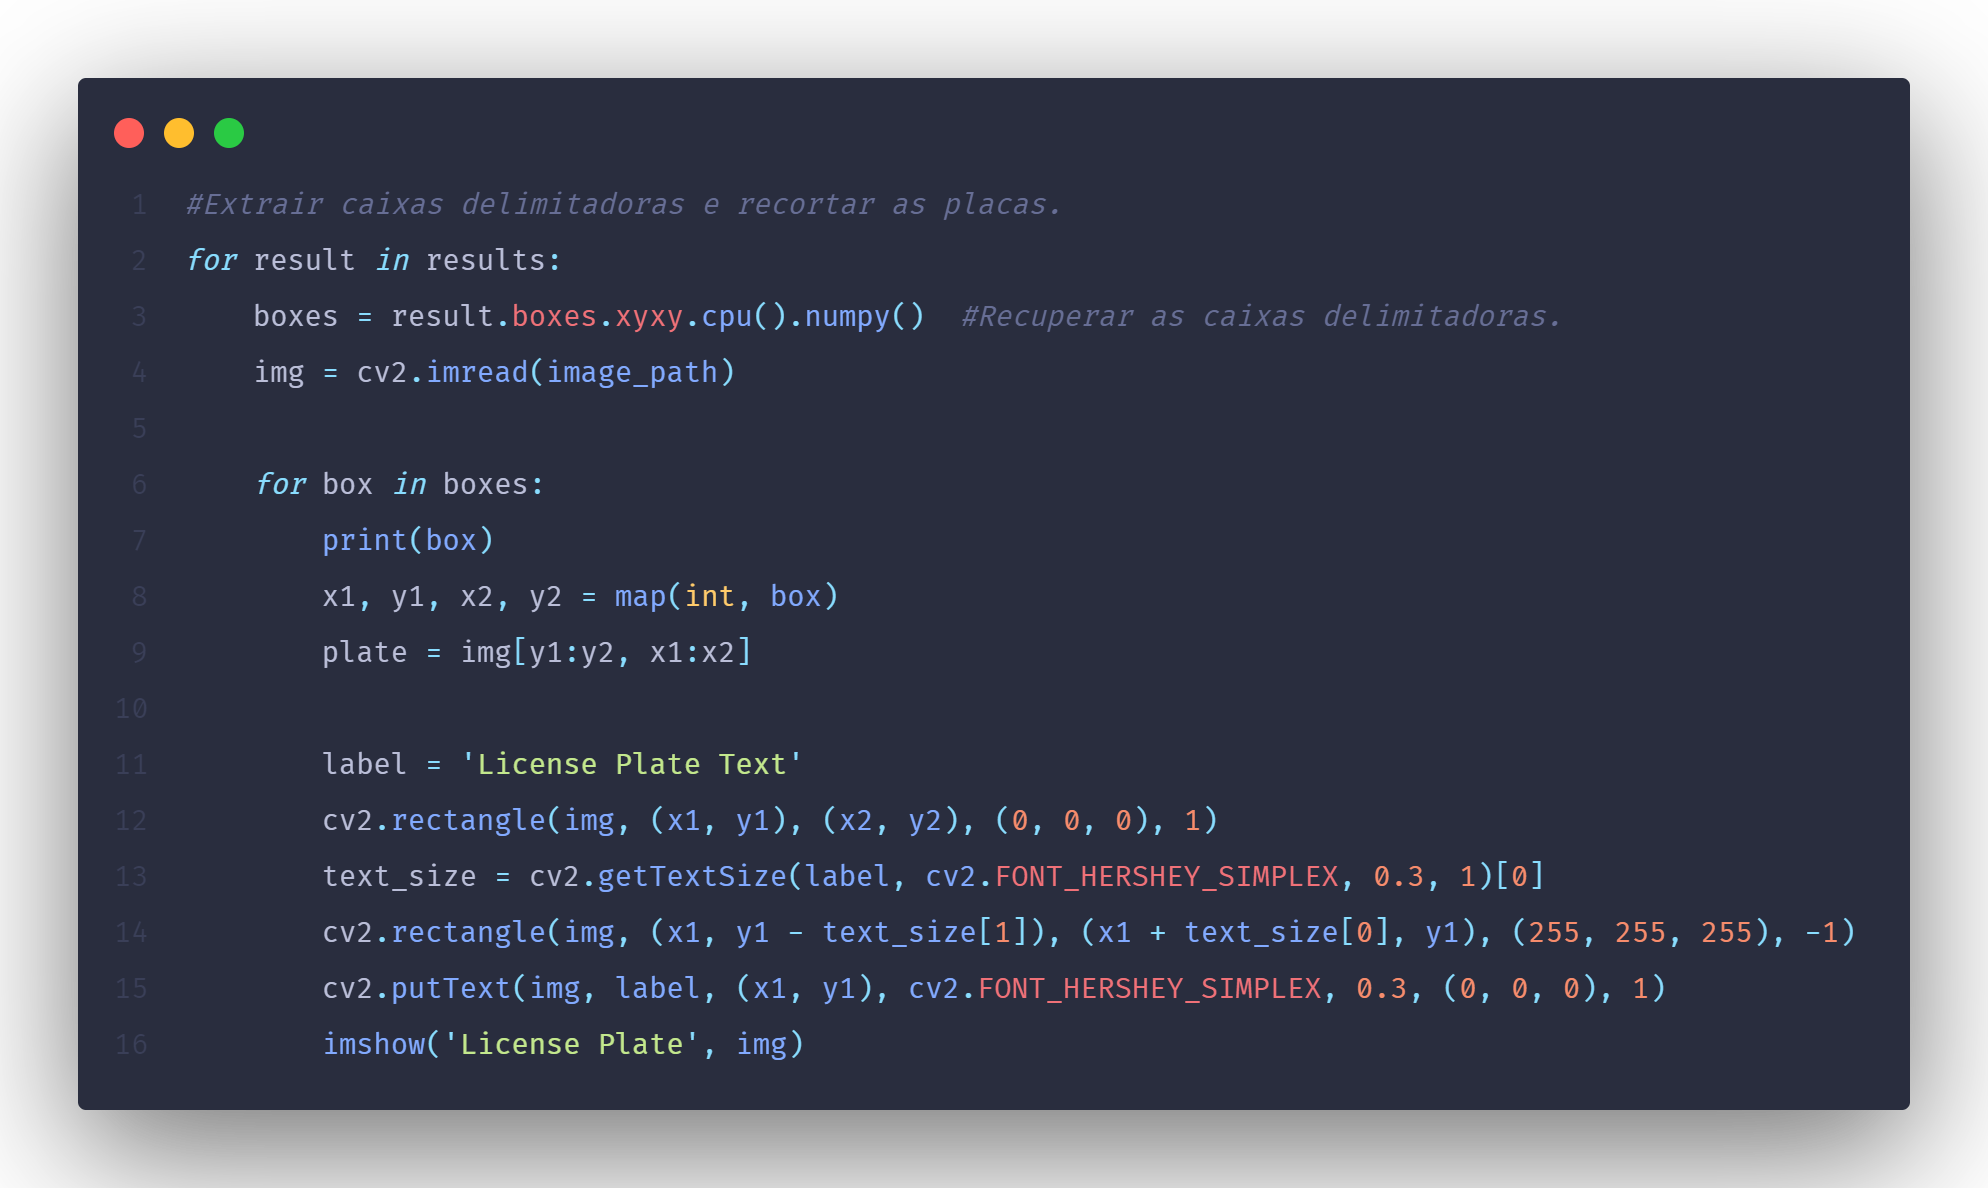 1 #Extrair caixas delimitadoras e recortar as placas.
2 for result in results:
3     boxes = result.boxes.xyxy.cpu().numpy()  #Recuperar as caixas delimitadoras.
4     img = cv2.imread(image_path)
5
6     for box in boxes:
7         print(box)
8         x1, y1, x2, y2 = map(int, box)
9         plate = img[y1:y2, x1:x2]
10
11         label = 'License Plate Text'
12         cv2.rectangle(img, (x1, y1), (x2, y2), (0, 0, 0), 1)
13         text_size = cv2.getTextSize(label, cv2.FONT_HERSHEY_SIMPLEX, 0.3, 1)[0]
14         cv2.rectangle(img, (x1, y1 - text_size[1]), (x1 + text_size[0], y1), (255, 255, 255), -1)
15         cv2.putText(img, label, (x1, y1), cv2.FONT_HERSHEY_SIMPLEX, 0.3, (0, 0, 0), 1)
16         imshow('License Plate', img)